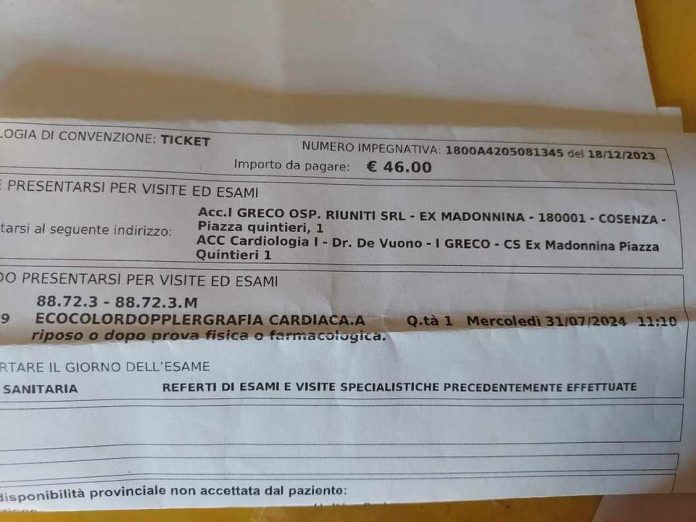 LOGIA DI CONVENZIONE: TICKET
NUMERO IMPEGNATIVA: 1800A4205081345 del 18/12/2023
Importo da pagare: € 46.00
E PRESENTARSI PER VISITE ED ESAMI
tarsi al seguente indirizzo:
Acc.I GRECO OSP. RIUNITI SRL - EX MADONNINA - 180001 - COSENZA -
Piazza quintieri, 1
ACC Cardiologia I - Dr. De Vuono - I GRECO - CS Ex Madonnina Piazza
Quintieri 1
DO PRESENTARSI PER VISITE ED ESAMI
88.72.3 - 88.72.3.M
9 ECOCOLORDOPPLERGRAFIA CARDIACA.A Q.tà 1 Mercoledì 31/07/2024 11:10
riposo o dopo prova fisica o farmacologica.
RTARE IL GIORNO DELL'ESAME
SANITARIA REFERTI DI ESAMI E VISITE SPECIALISTICHE PRECEDENTEMENTE EFFETTUATE
disponibilità provinciale non accettata dal paziente: